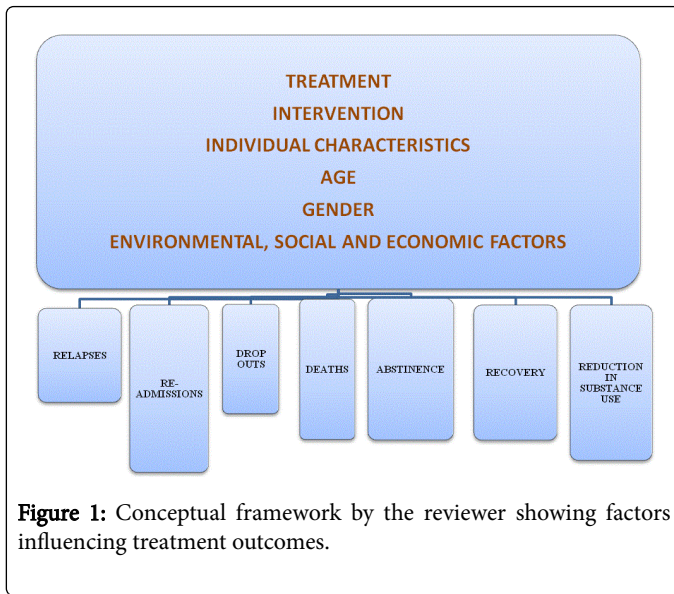 TREATMENT
INTERVENTION
INDIVIDUAL CHARACTERISTICS
AGE
GENDER
ENVIRONMENTAL, SOCIAL AND ECONOMIC FACTORS
RELAPSES
RE-
ADMISSIONS
DROP
OUTS
DEATHS
ABSTINENCE
RECOVERY
REDUCTION
IN
SUBSTANCE
USE
Figure 1: Conceptual framework by the reviewer showing factors
influencing treatment outcomes.